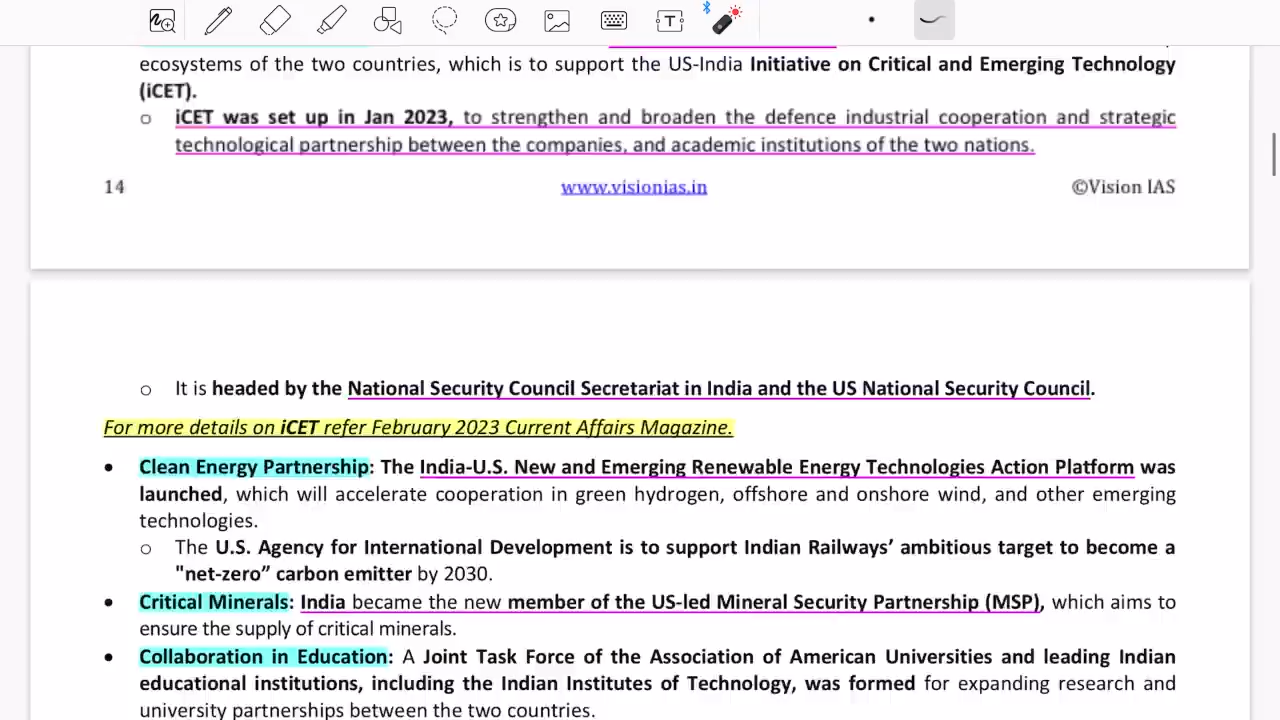 ecosystems of the two countries, which is to support the US-India Initiative on Critical and Emerging Technology
(iCET).
o iCET was set up in Jan 2023, to strengthen and broaden the defence industrial cooperation and strategic
technological partnership between the companies, and academic institutions of the two nations.
14 www.visionias.in ©Vision IAS
o It is headed by the National Security Council Secretariat in India and the US National Security Council.
For more details on iCET refer February 2023 Current Affairs Magazine.
• Clean Energy Partnership: The India-U.S. New and Emerging Renewable Energy Technologies Action Platform was
launched, which will accelerate cooperation in green hydrogen, offshore and onshore wind, and other emerging
technologies.
o The U.S. Agency for International Development is to support Indian Railways’ ambitious target to become a
"net-zero” carbon emitter by 2030.
• Critical Minerals: India became the new member of the US-led Mineral Security Partnership (MSP), which aims to
ensure the supply of critical minerals.
• Collaboration in Education: A Joint Task Force of the Association of American Universities and leading Indian
educational institutions, including the Indian Institutes of Technology, was formed for expanding research and
university partnerships between the two countries.